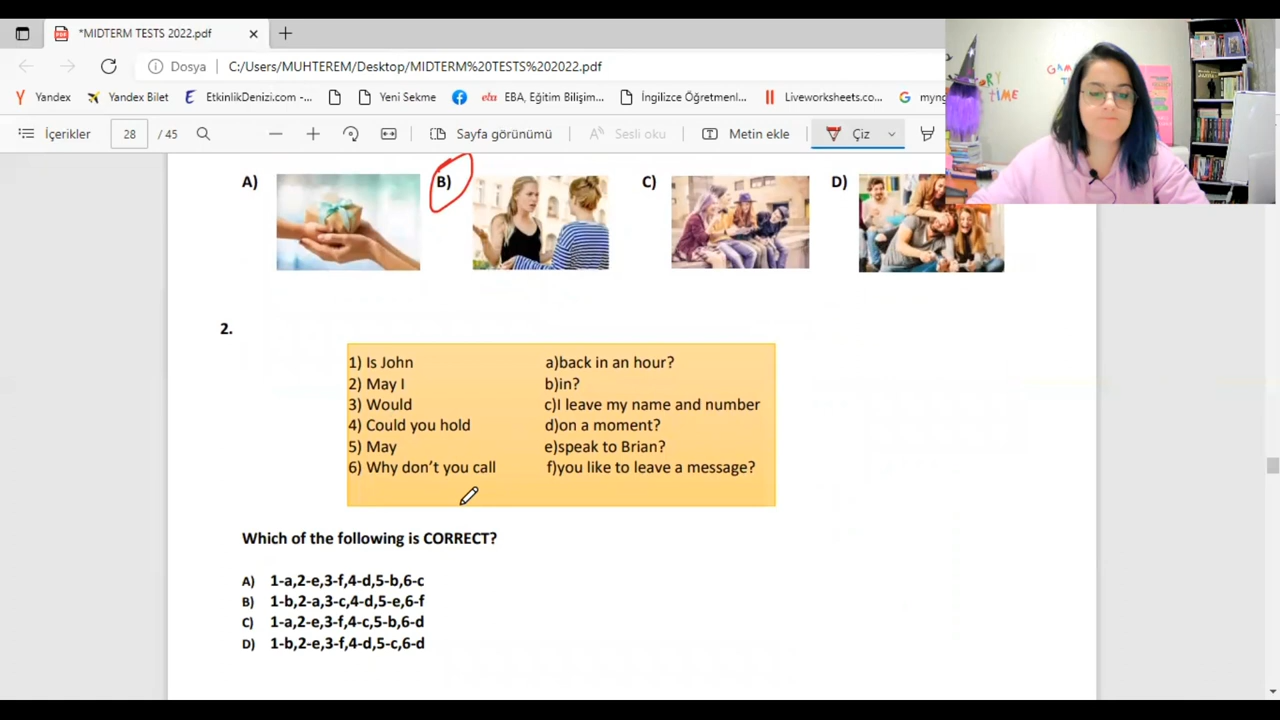 *MIDTERM TESTS 2022.pdf
Dosya C:/Users/MUHTEREM/Desktop/MIDTERM%20TESTS%202022.pdf
Yandex Yandex Bilet EtkinlikDenizi.com -... Yeni Sekme EBA, Eğitim Bilişim... İngilizce Öğretmenl... Liveworksheets.co... myng
İçerikler 28 / 45 Sayfa görünümü Sesli oku Metin ekle Çiz
A) B) C) D)
2.
1) Is John a)back in an hour?
2) May I b)in?
3) Would c)I leave my name and number
4) Could you hold d)on a moment?
5) May e)speak to Brian?
6) Why don't you call f)you like to leave a message?
Which of the following is CORRECT?
A) 1-a,2-e,3-f,4-d,5-b,6-c
B) 1-b,2-a,3-c,4-d,5-e,6-f
C) 1-a,2-e,3-f,4-c,5-b,6-d
D) 1-b,2-e,3-f,4-d,5-c,6-d